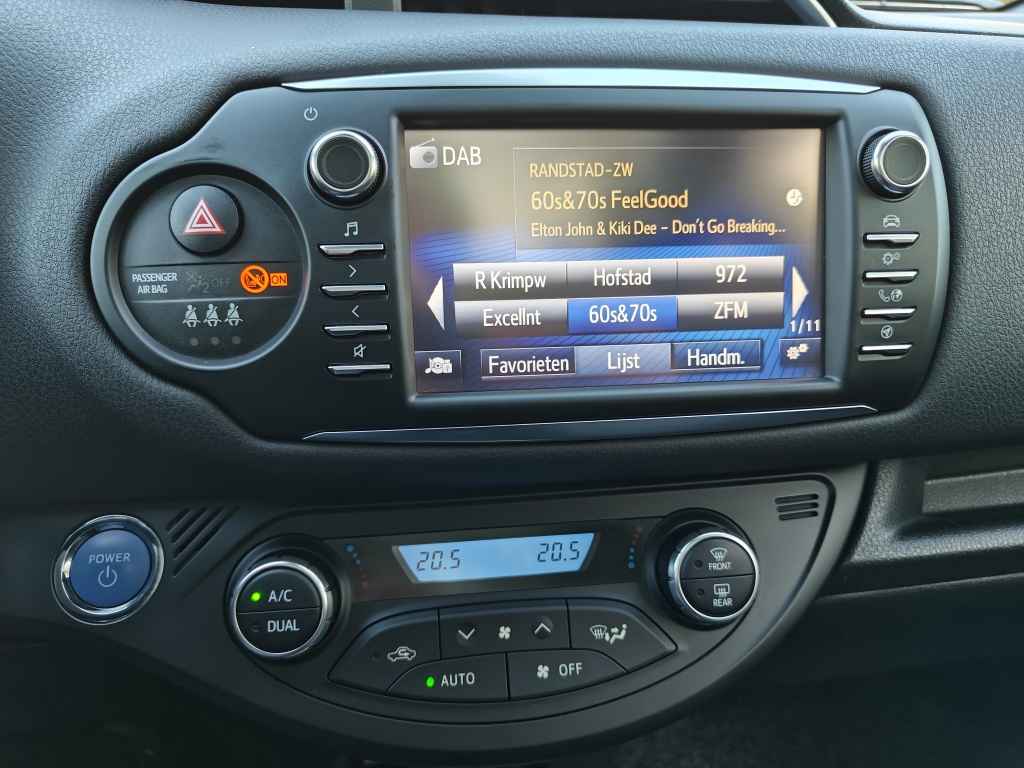 DAB
RANDSTAD-ZW
60s&70s FeelGood
Elton John & Kiki Dee – Don't Go Breaking...
R Krimpw Hofstad 972
Excellnt 60s&70s ZFM
1/11
Favorieten Lijst Handm.
PASSENGER
AIR BAG
OFF
ON
POWER
20.5 20.5
A/C
DUAL
FRONT
REAR
AUTO
OFF